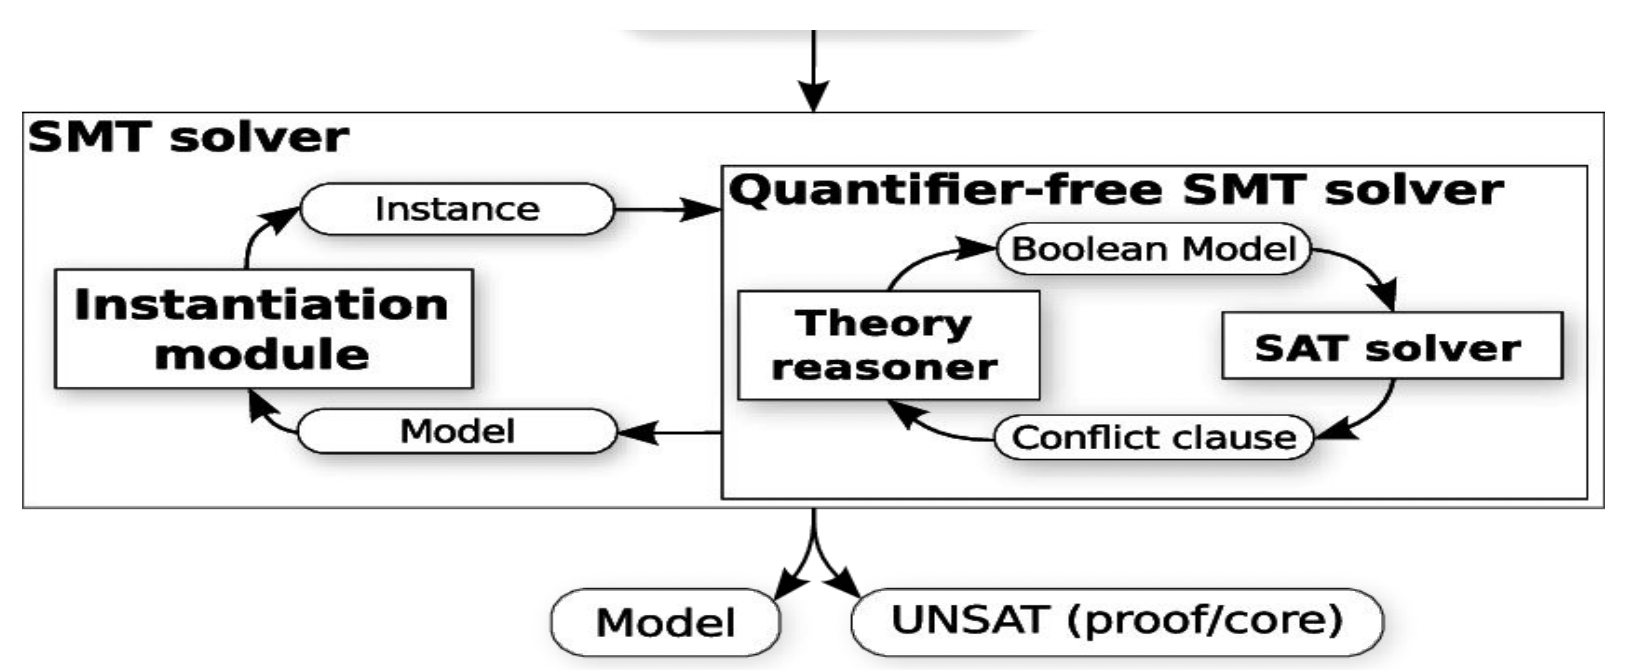 SMT solver
Instance
Quantifier-free SMT solver
Boolean Model
Instantiation
module
Theory
reasoner
SAT solver
Model
Conflict clause
Model
UNSAT (proof/core)